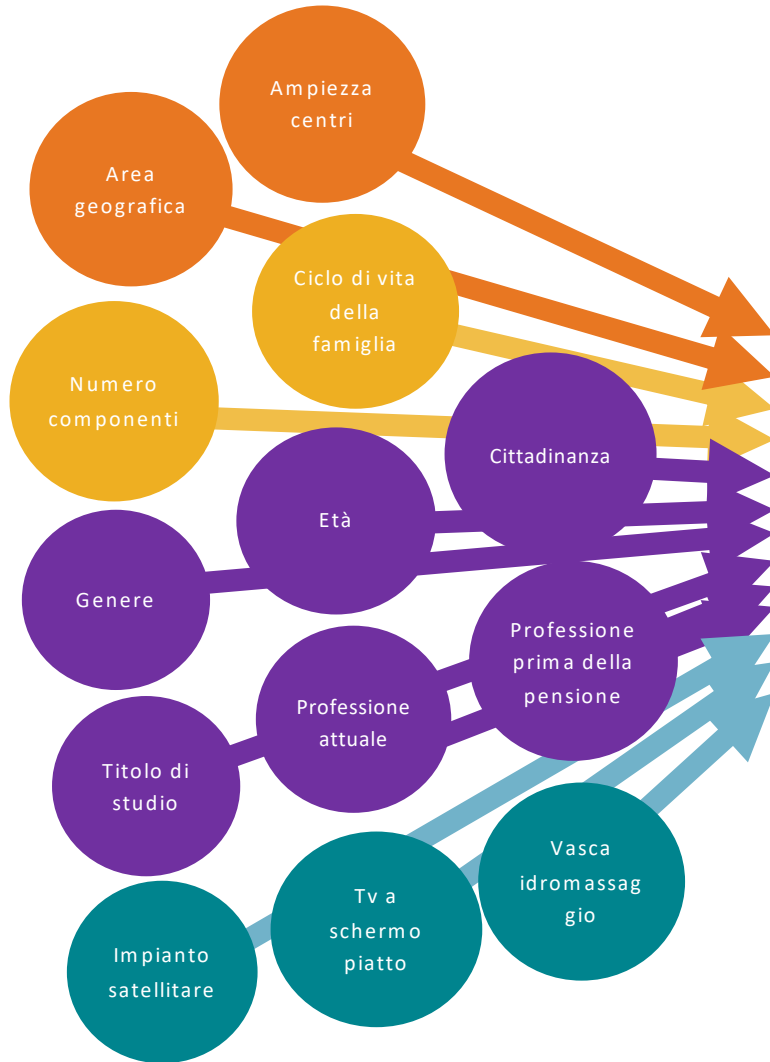 Ampiezza
centri
Area
geografica
Ciclo di vita
della
famiglia
Numero
componenti
Cittadinanza
Età
Genere
Professione
prima della
pensione
Professione
attuale
Titolo di
studio
Vasca
idromassag
gio
Tv a
schermo
piatto
Impianto
satellitare